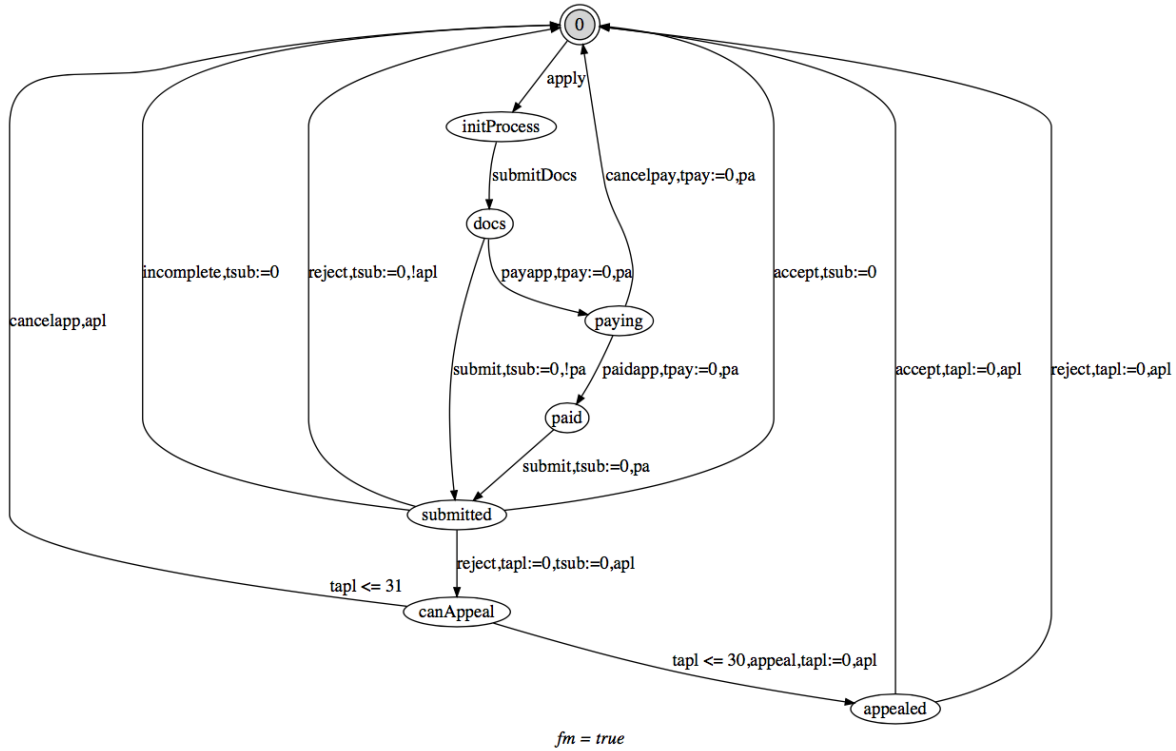 0
apply
initProcess
submitDocs
cancelpay,tpay:=0,pa
docs
incomplete,tsub:=0
reject,tsub:=0,!apl
payapp,tpay:=0,pa
accept,tsub:=0
cancelapp,apl
paying
submit,tsub:=0,!pa
paidapp,tpay:=0,pa
accept,tapl:=0,apl
reject,tapl:=0,apl
paid
submit,tsub:=0,pa
submitted
reject,tapl:=0,tsub:=0,apl
tapl <= 31
canAppeal
tapl <= 30,appeal,tapl:=0,apl
appealed
fm = true